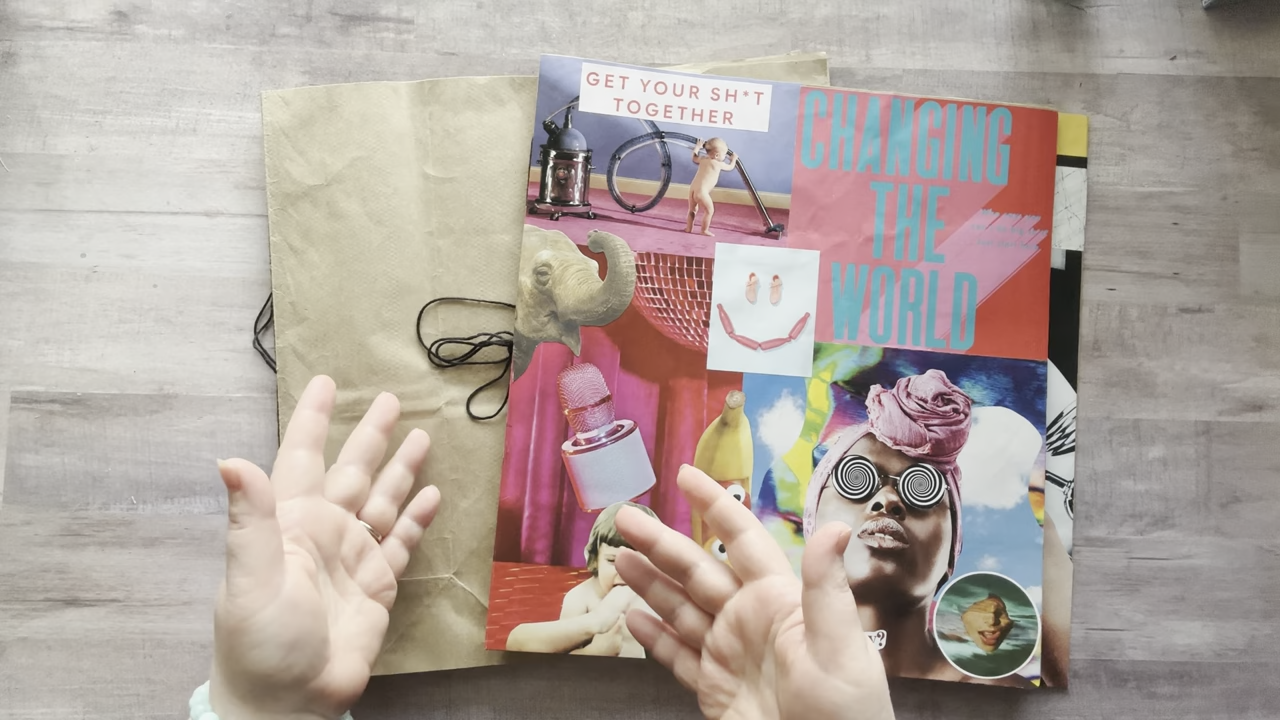 GET YOUR SH*T
TOGETHER
CHANGING
THE
WORLD